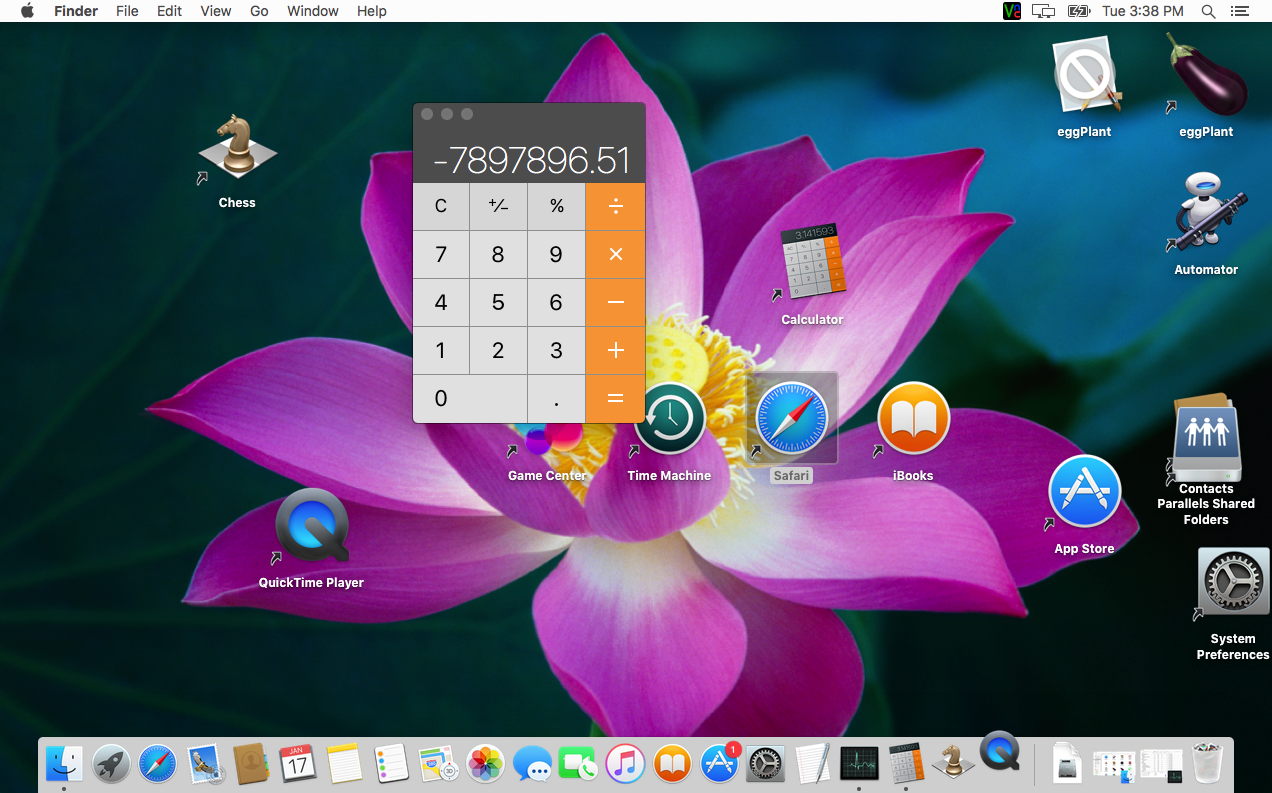 Finder File Edit View Go Window Help Tue 3:38 PM
eggPlant
eggPlant
Chess
-7897896.51
C +/− % ÷
7 8 9 ×
4 5 6 −
1 2 3 +
0 . =
3.141593
Calculator
Automator
Game Center
Time Machine
Safari
iBooks
Contacts
Parallels Shared
Folders
App Store
QuickTime Player
System
Preferences
JAN
17
1